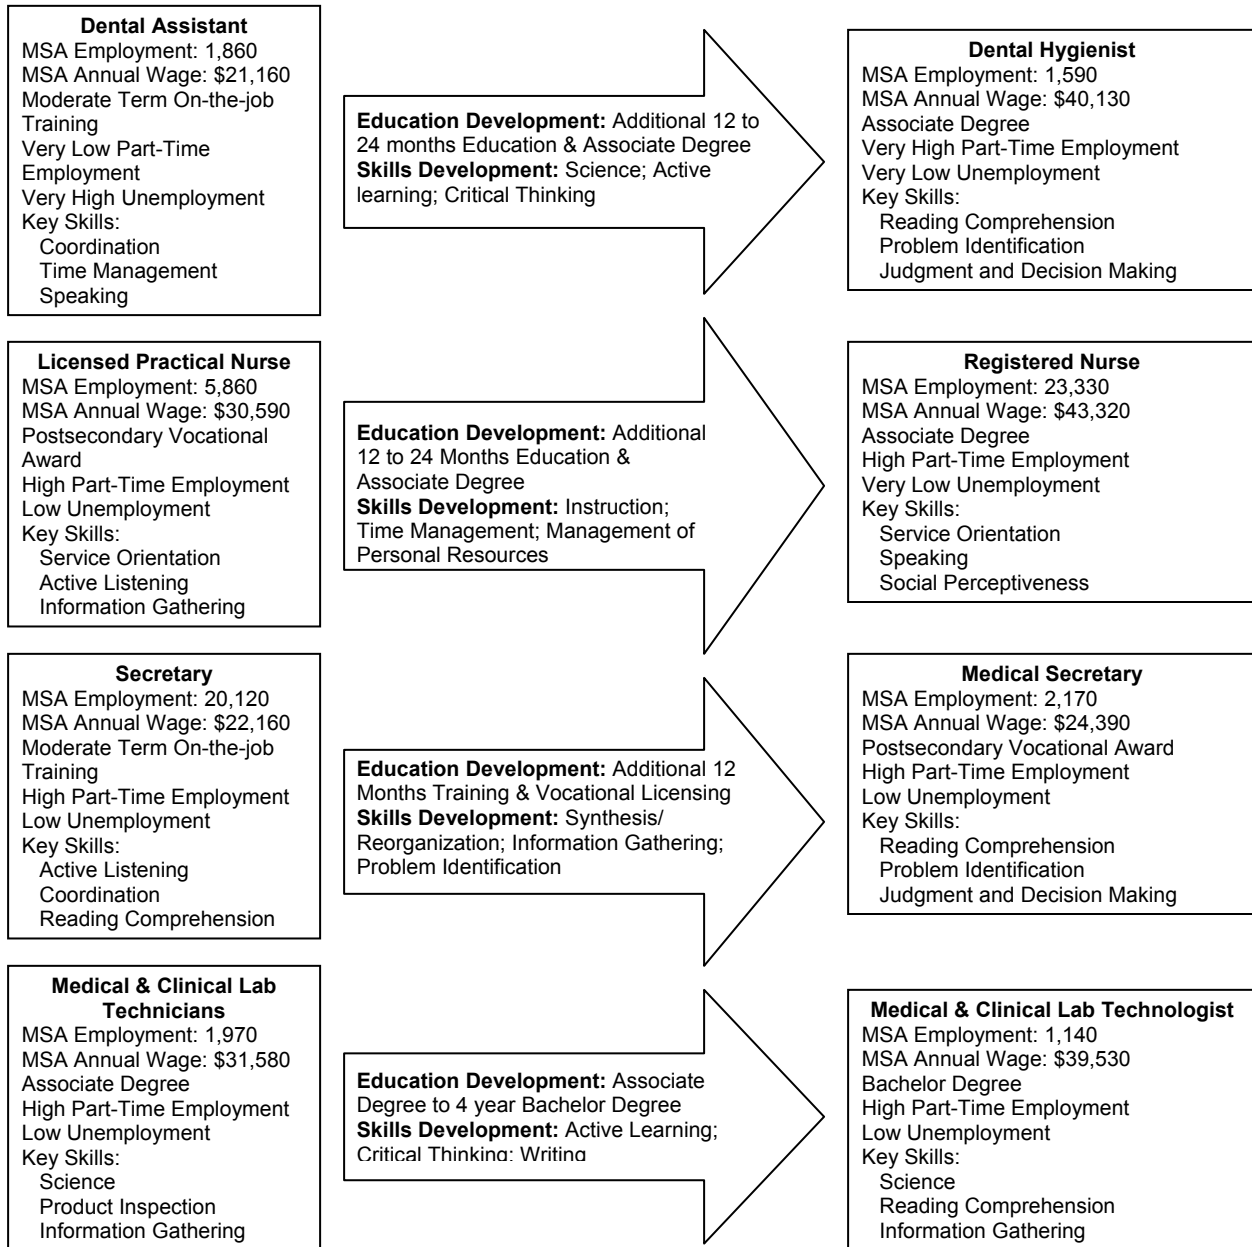 Dental Assistant
MSA Employment: 1,860
MSA Annual Wage: $21,160
Moderate Term On-the-job
Training
Very Low Part-Time
Employment
Very High Unemployment
Key Skills:
Coordination
Time Management
Speaking
Education Development: Additional 12 to
24 months Education & Associate Degree
Skills Development: Science; Active
learning; Critical Thinking
Dental Hygienist
MSA Employment: 1,590
MSA Annual Wage: $40,130
Associate Degree
Very High Part-Time Employment
Very Low Unemployment
Key Skills:
Reading Comprehension
Problem Identification
Judgment and Decision Making
Licensed Practical Nurse
MSA Employment: 5,860
MSA Annual Wage: $30,590
Postsecondary Vocational
Award
High Part-Time Employment
Low Unemployment
Key Skills:
Service Orientation
Active Listening
Information Gathering
Education Development: Additional
12 to 24 Months Education &
Associate Degree
Skills Development: Instruction;
Time Management; Management of
Personal Resources
Registered Nurse
MSA Employment: 23,330
MSA Annual Wage: $43,320
Associate Degree
High Part-Time Employment
Very Low Unemployment
Key Skills:
Service Orientation
Speaking
Social Perceptiveness
Secretary
MSA Employment: 20,120
MSA Annual Wage: $22,160
Moderate Term On-the-job
Training
High Part-Time Employment
Low Unemployment
Key Skills:
Active Listening
Coordination
Reading Comprehension
Education Development: Additional 12
Months Training & Vocational Licensing
Skills Development: Synthesis/
Reorganization; Information Gathering;
Problem Identification
Medical Secretary
MSA Employment: 2,170
MSA Annual Wage: $24,390
Postsecondary Vocational Award
High Part-Time Employment
Low Unemployment
Key Skills:
Reading Comprehension
Problem Identification
Judgment and Decision Making
Medical & Clinical Lab
Technicians
MSA Employment: 1,970
MSA Annual Wage: $31,580
Associate Degree
High Part-Time Employment
Low Unemployment
Key Skills:
Science
Product Inspection
Information Gathering
Education Development: Associate
Degree to 4 year Bachelor Degree
Skills Development: Active Learning;
Critical Thinking; Writing
Medical & Clinical Lab Technologist
MSA Employment: 1,140
MSA Annual Wage: $39,530
Bachelor Degree
High Part-Time Employment
Low Unemployment
Key Skills:
Science
Reading Comprehension
Information Gathering